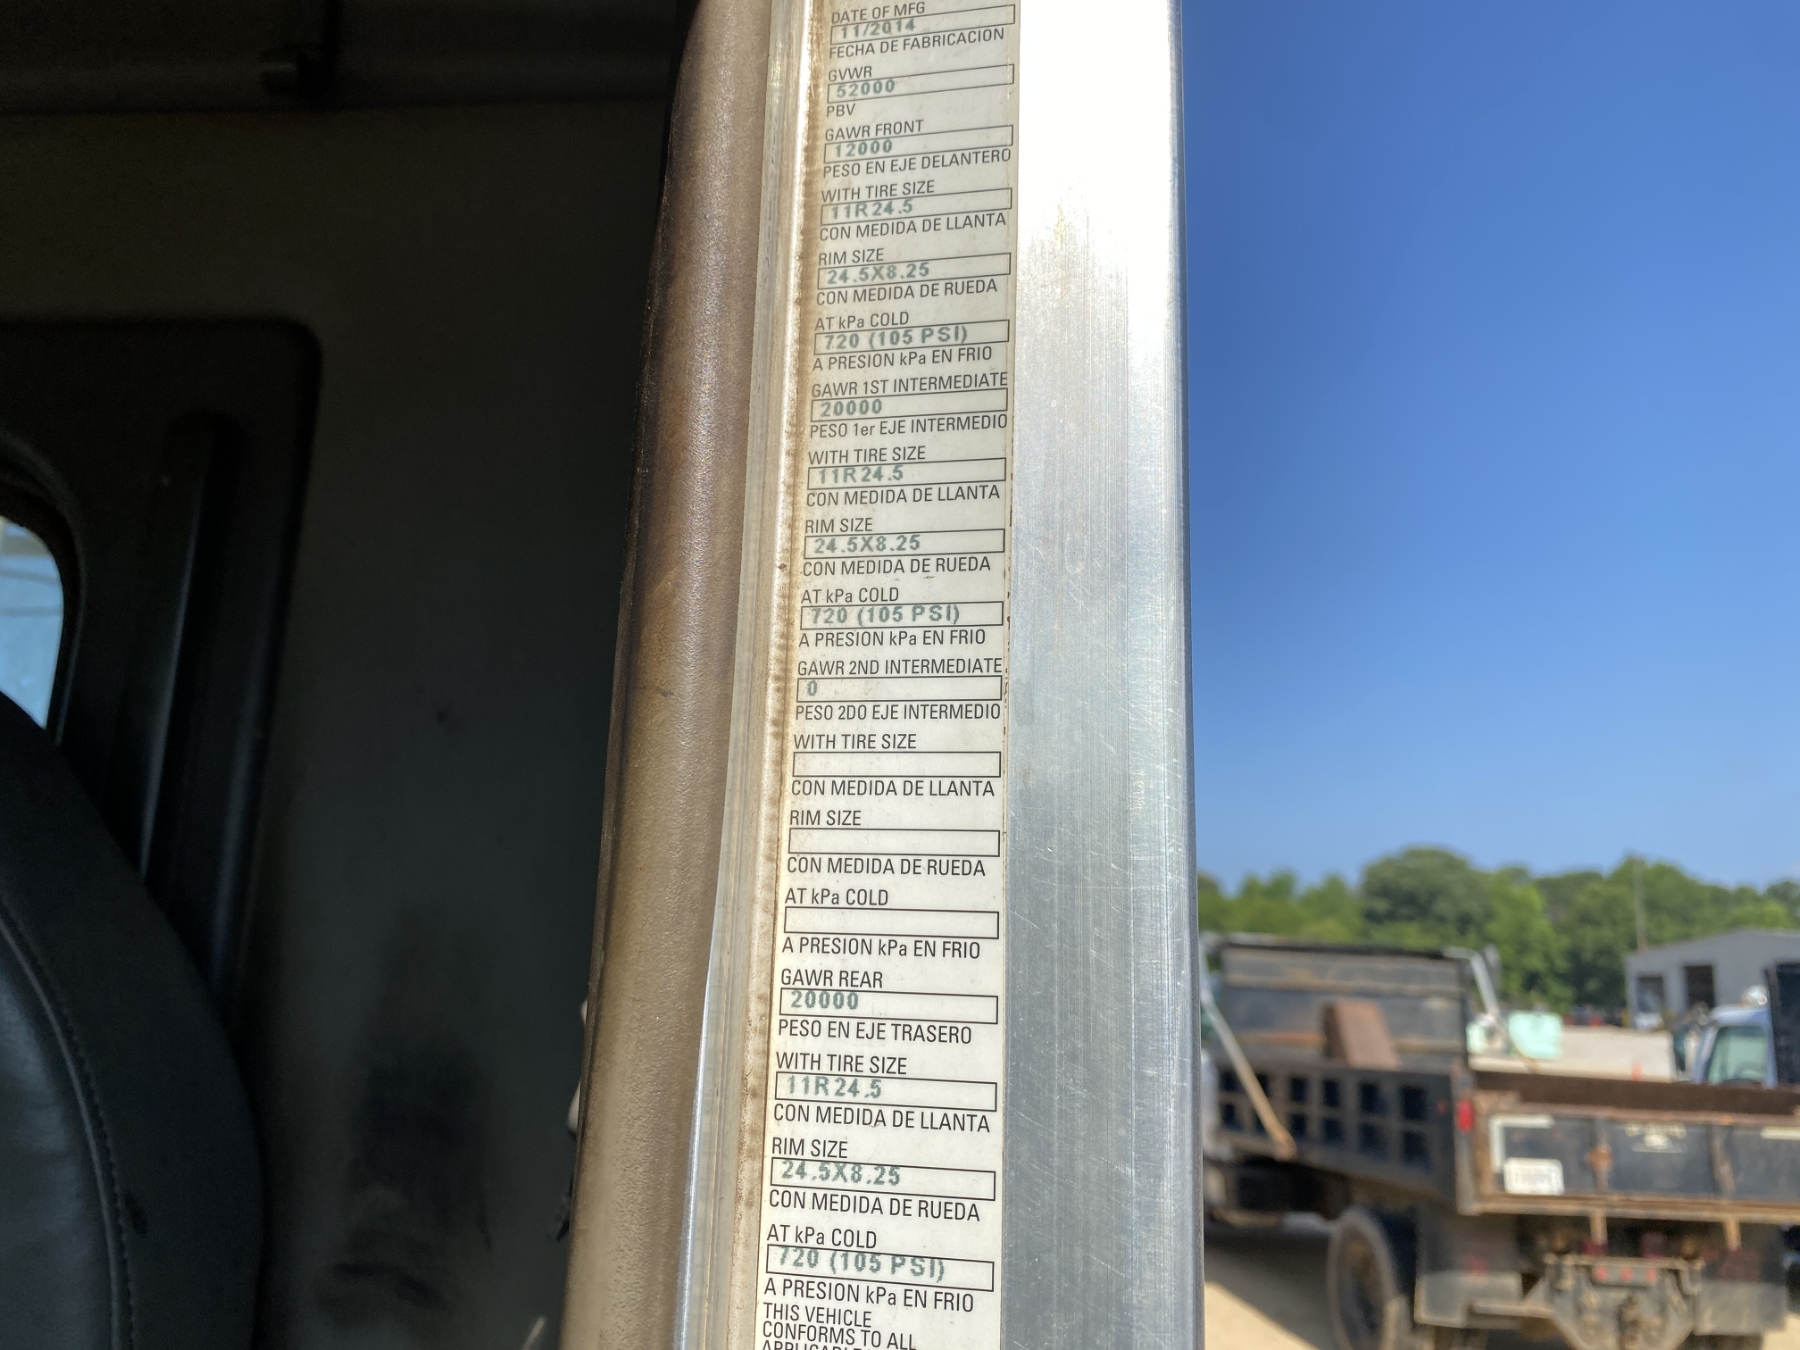 DATE OF MFG
11/2014
FECHA DE FABRICACION
GVWR
52000
PBV
GAWR FRONT
12000
PESO EN EJE DELANTERO
WITH TIRE SIZE
11R24.5
CON MEDIDA DE LLANTA
RIM SIZE
24.5X8.25
CON MEDIDA DE RUEDA
AT kPa COLD
720 (105 PSI)
A PRESION kPa EN FRIO
GAWR 1ST INTERMEDIATE
20000
PESO 1er EJE INTERMEDIO
WITH TIRE SIZE
11R24.5
CON MEDIDA DE LLANTA
RIM SIZE
24.5X8.25
CON MEDIDA DE RUEDA
AT kPa COLD
720 (105 PSI)
A PRESION kPa EN FRIO
GAWR 2ND INTERMEDIATE
0
PESO 2DO EJE INTERMEDIO
WITH TIRE SIZE
CON MEDIDA DE LLANTA
RIM SIZE
CON MEDIDA DE RUEDA
AT kPa COLD
A PRESION kPa EN FRIO
GAWR REAR
20000
PESO EN EJE TRASERO
WITH TIRE SIZE
11R24.5
CON MEDIDA DE LLANTA
RIM SIZE
24.5X8.25
CON MEDIDA DE RUEDA
AT kPa COLD
720 (105 PSI)
A PRESION kPa EN FRIO
THIS VEHICLE
CONFORMS TO ALL